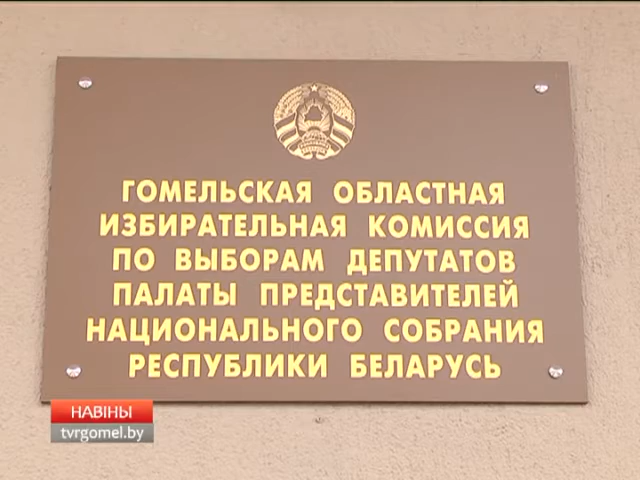 ГОМЕЛЬСКАЯ ОБЛАСТНАЯ
ИЗБИРАТЕЛЬНАЯ КОМИССИЯ
ПО ВЫБОРАМ ДЕПУТАТОВ
ПАЛАТЫ ПРЕДСТАВИТЕЛЕЙ
НАЦИОНАЛЬНОГО СОБРАНИЯ
РЕСПУБЛИКИ БЕЛАРУСЬ
НАВІНЫ
tvrgomel.by